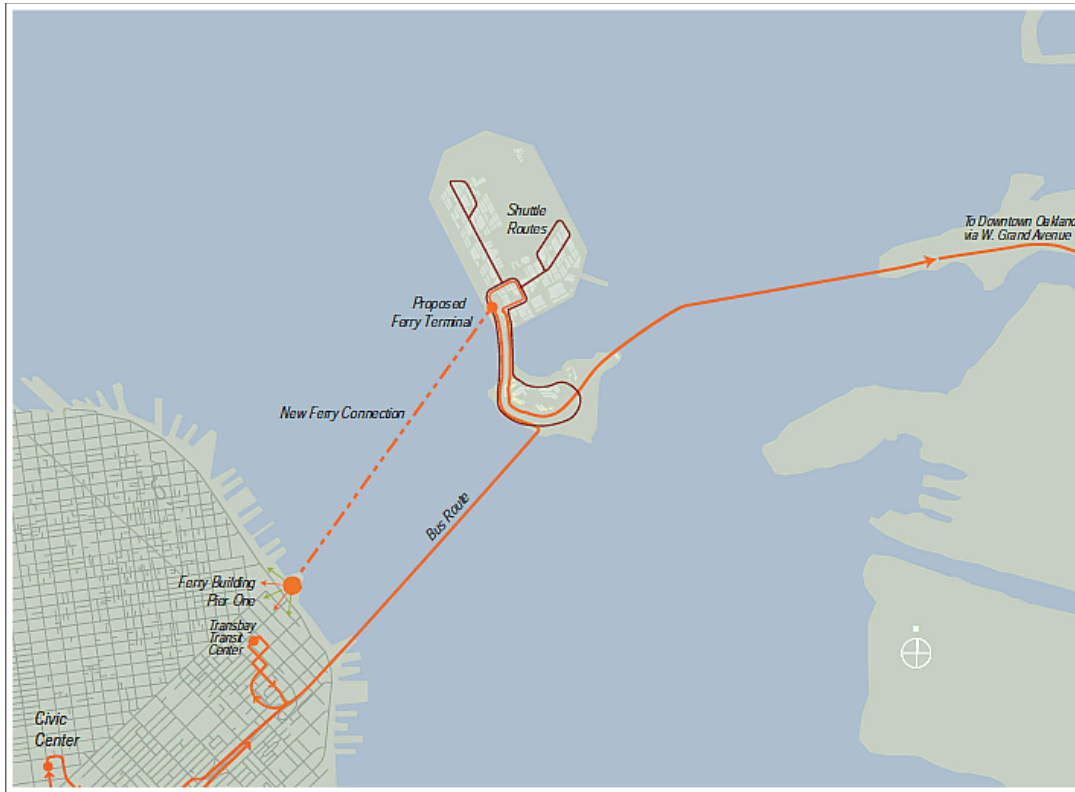 Shuttle
Routes
To Downtown Oakland
via W. Grand Avenue
Proposed
Ferry Terminal
New Ferry Connection
Bus Route
Ferry Building
Pier One
Transbay
Transit
Center
Civic
Center